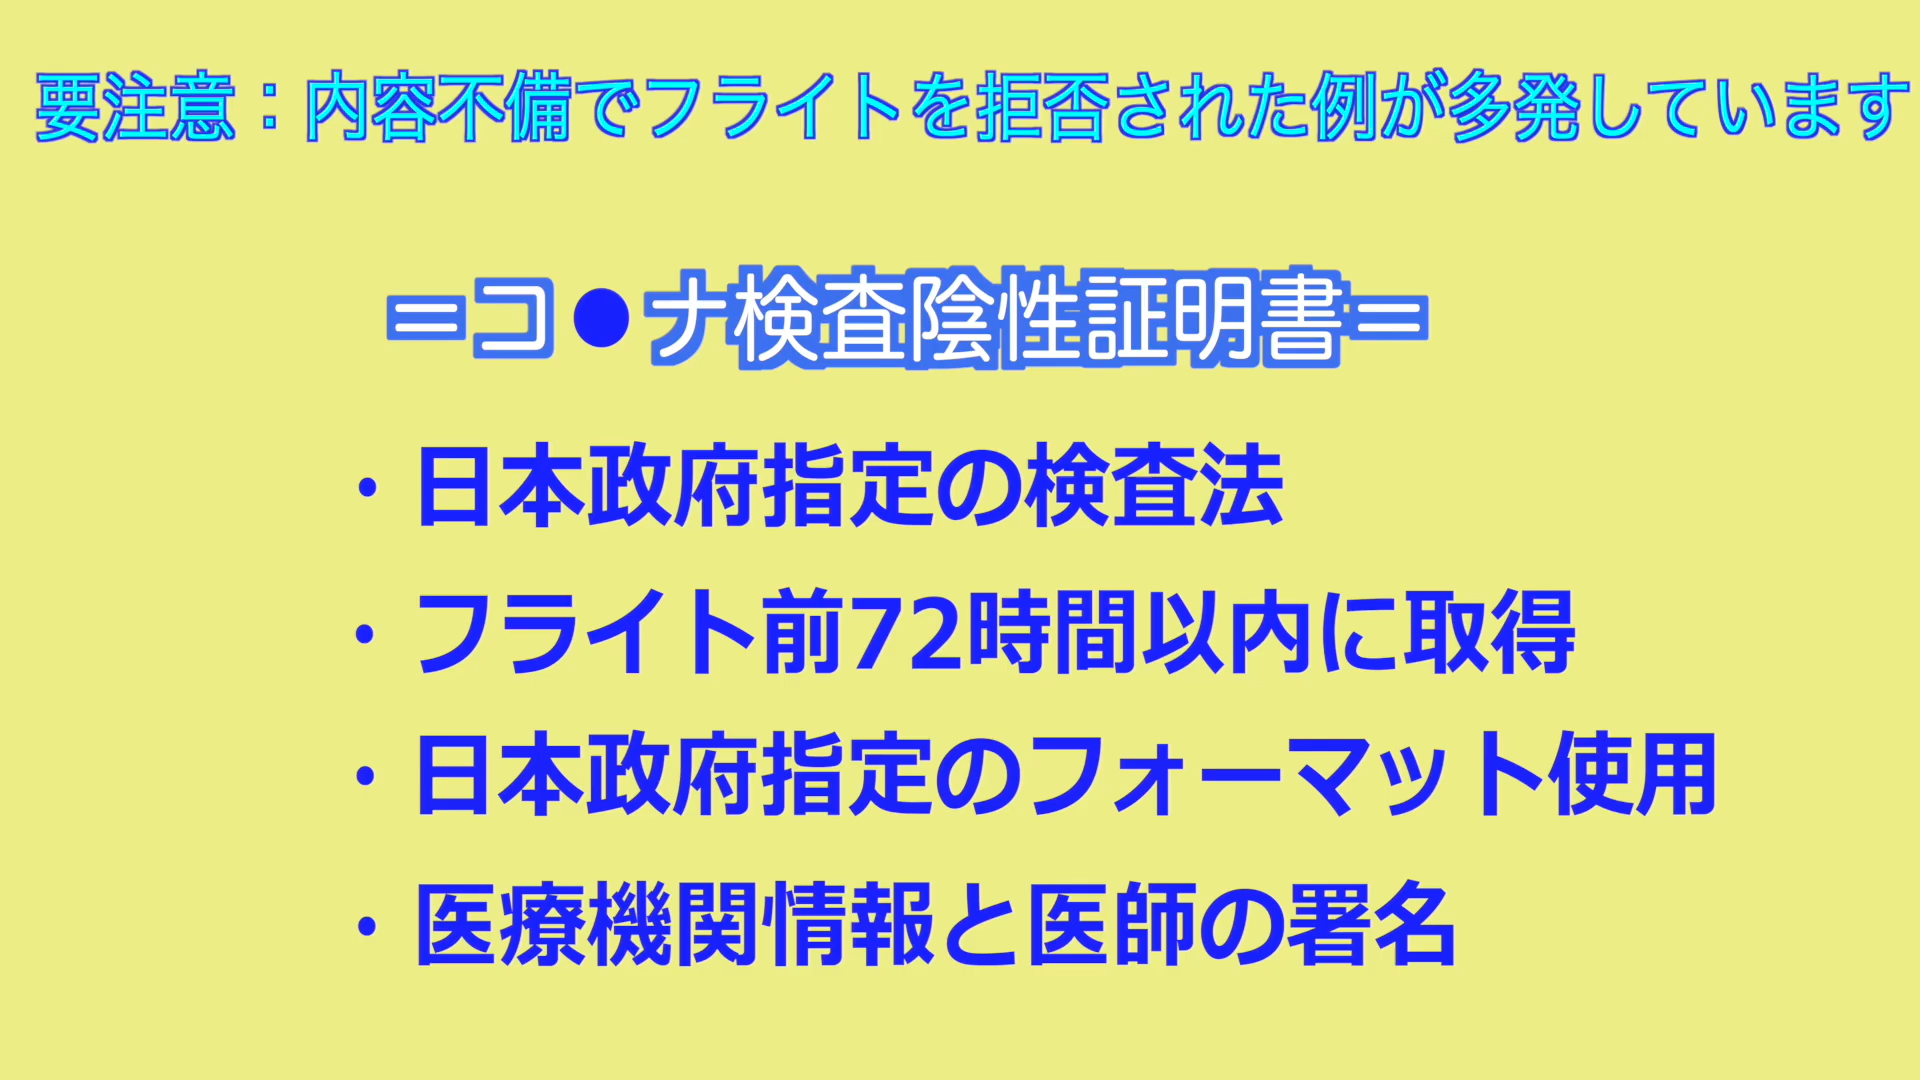 要注意：内容不備でフライトを拒否された例が多発しています
=コ●ナ検査陰性証明書=
・日本政府指定の検査法
・フライト前72時間以内に取得
・日本政府指定のフォーマット使用
・医療機関情報と医師の署名